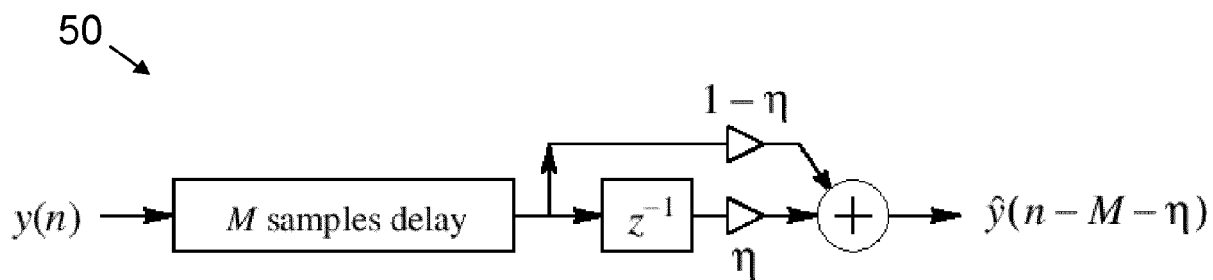 50
1 − η
y(n)
M samples delay
z⁻¹
η
+
ŷ(n − M − η)